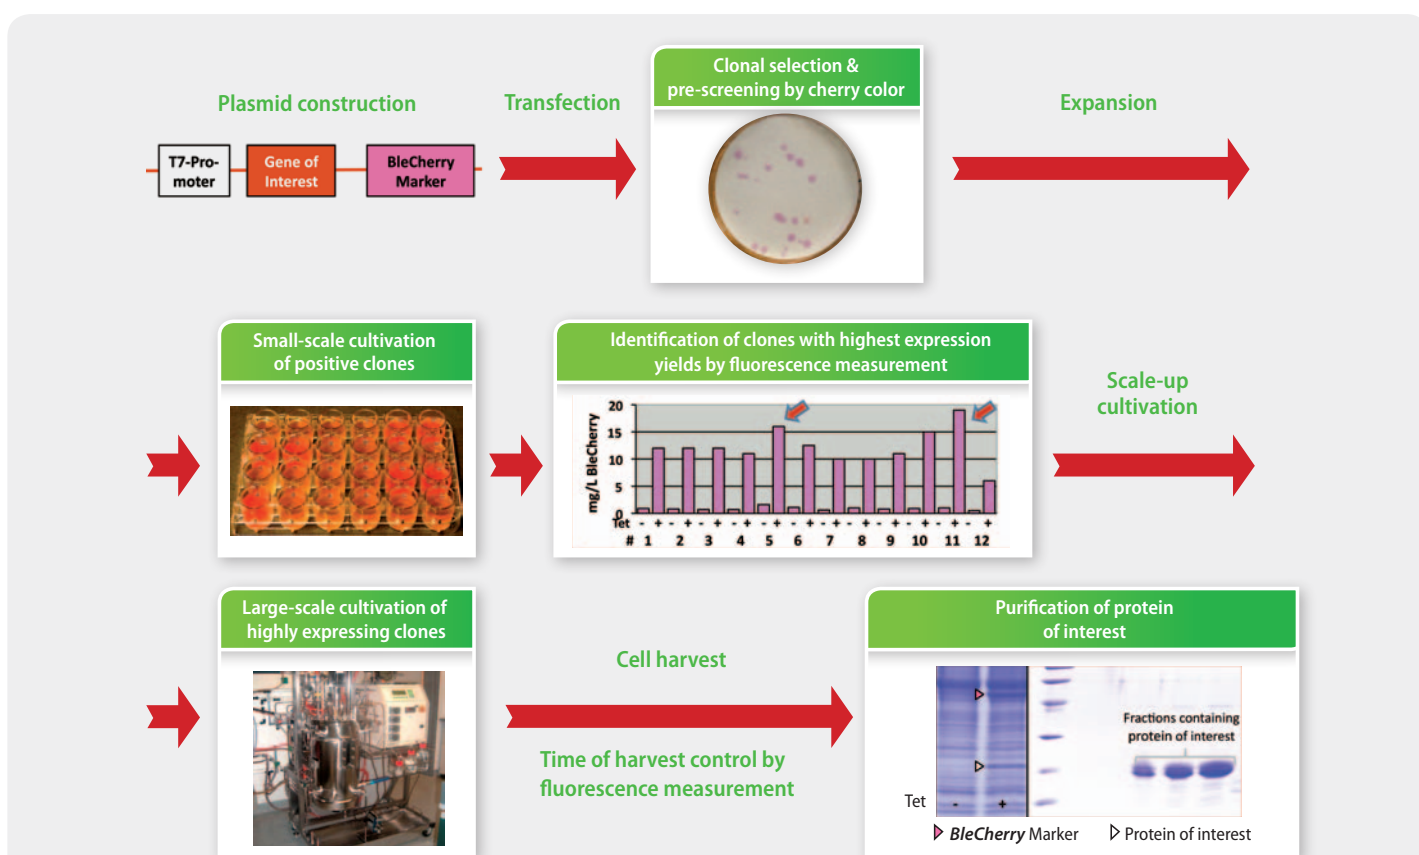 Plasmid construction
T7-Pro-
moter
Gene of
Interest
BleCherry
Marker
Transfection
Clonal selection &
pre-screening by cherry color
Expansion
Small-scale cultivation
of positive clones
Identification of clones with highest expression
yields by fluorescence measurement
mg/L BleCherry
20
15
10
5
0
Tet - + - + - + - + - + - + - + - + - + - + - + - +
# 1 2 3 4 5 6 7 8 9 10 11 12
Scale-up
cultivation
Large-scale cultivation of
highly expressing clones
Cell harvest
Time of harvest control by
fluorescence measurement
Purification of protein
of interest
Fractions containing
protein of interest
Tet - +
BleCherry Marker
Protein of interest